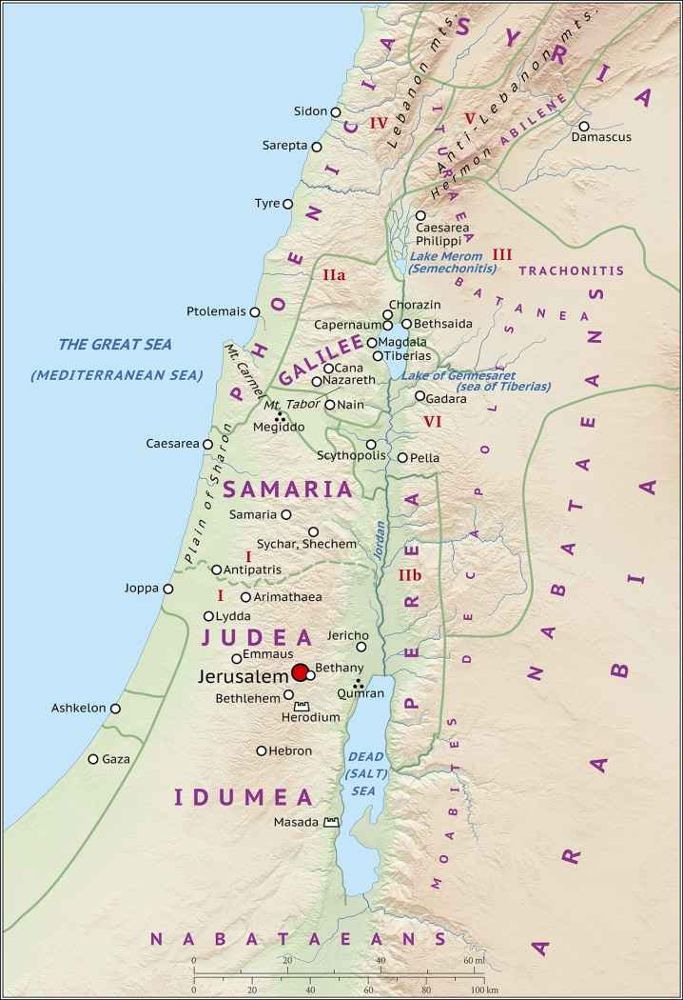 SYRIA
PHOENICIA
Lebanon mts.
Anti-Lebanon mts.
Hermon
ABILENE
ITURAEA
IV
V
Sidon
Sarepta
Damascus
Tyre
Caesarea
Philippi
Lake Merom
(Semechonitis)
III
TRACHONITIS
IIa
BATANEA
Chorazin
Ptolemais
Capernaum
Bethsaida
THE GREAT SEA
(MEDITERRANEAN SEA)
Mt. Carmel
GALILEE
Magdala
Tiberias
Cana
Nazareth
Lake of Gennesaret
(sea of Tiberias)
Mt. Tabor
Nain
Gadara
Megiddo
VI
Caesarea
Scythopolis
Pella
Plain of Sharon
SAMARIA
Samaria
Sychar, Shechem
Jordan
DECAPOLIS
NABATAEANS
ARABIA
I
Antipatris
IIb
PEREA
Joppa
I
Arimathaea
Lydda
JUDEA
Jericho
Emmaus
Jerusalem
Bethany
Qumran
Bethlehem
Herodium
Ashkelon
Hebron
Gaza
DEAD
(SALT)
SEA
IDUMEA
Masada
MOABITES
NABATAEANS
0 20 40 60 ml
0 20 40 60 80 100 km